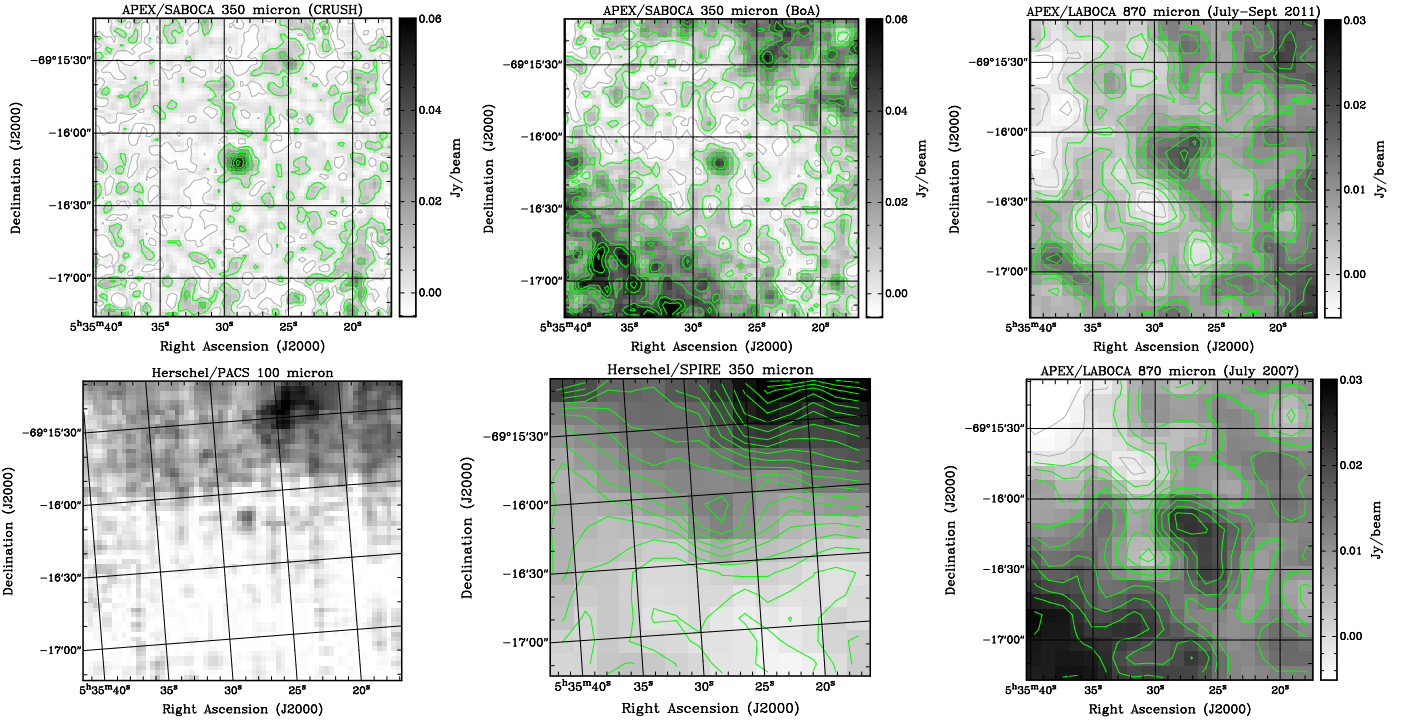 APEX/SABOCA 350 micron (CRUSH)
−69°15′30″
−16′00″
−16′30″
−17′00″
Declination (J2000)
5ʰ35ᵐ40ˢ 35ˢ 30ˢ 25ˢ 20ˢ
Right Ascension (J2000)
0.06
0.04
0.02
0.00
Jy/beam
APEX/SABOCA 350 micron (BoA)
−69°15′30″
−16′00″
−16′30″
−17′00″
Declination (J2000)
5ʰ35ᵐ40ˢ 35ˢ 30ˢ 25ˢ 20ˢ
Right Ascension (J2000)
0.06
0.04
0.02
0.00
Jy/beam
APEX/LABOCA 870 micron (July−Sept 2011)
−69°15′30″
−16′00″
−16′30″
−17′00″
Declination (J2000)
5ʰ35ᵐ40ˢ 35ˢ 30ˢ 25ˢ 20ˢ
Right Ascension (J2000)
0.03
0.02
0.01
0.00
Jy/beam
Herschel/PACS 100 micron
−69°15′30″
−16′00″
−16′30″
−17′00″
Declination (J2000)
5ʰ35ᵐ40ˢ 35ˢ 30ˢ 25ˢ 20ˢ
Right Ascension (J2000)
Herschel/SPIRE 350 micron
−69°15′30″
−16′00″
−16′30″
−17′00″
Declination (J2000)
5ʰ35ᵐ40ˢ 35ˢ 30ˢ 25ˢ 20ˢ
Right Ascension (J2000)
APEX/LABOCA 870 micron (July 2007)
−69°15′30″
−16′00″
−16′30″
−17′00″
Declination (J2000)
5ʰ35ᵐ40ˢ 35ˢ 30ˢ 25ˢ 20ˢ
Right Ascension (J2000)
0.03
0.02
0.01
0.00
Jy/beam